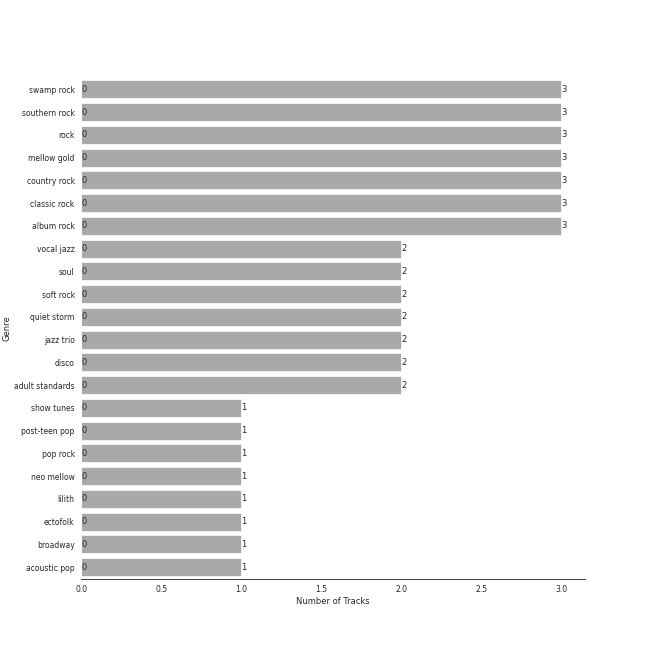 swamp rock 0 3
southern rock 0 3
rock 0 3
mellow gold 0 3
country rock 0 3
classic rock 0 3
album rock 0 3
vocal jazz 0 2
soul 0 2
soft rock 0 2
quiet storm 0 2
jazz trio 0 2
disco 0 2
adult standards 0 2
show tunes 0 1
post-teen pop 0 1
pop rock 0 1
neo mellow 0 1
lilith 0 1
ectofolk 0 1
broadway 0 1
acoustic pop 0 1
Genre
0.0 0.5 1.0 1.5 2.0 2.5 3.0
Number of Tracks